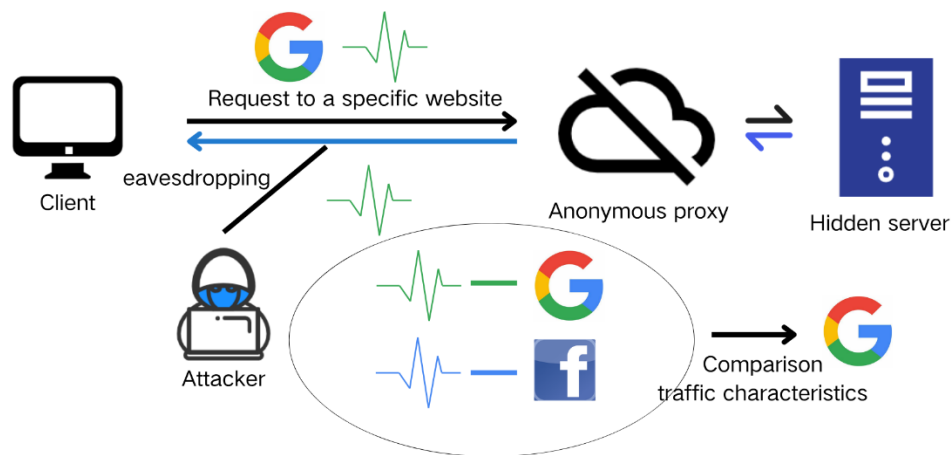 Request to a specific website
eavesdropping
Client
Anonymous proxy
Hidden server
Attacker
Comparison
traffic characteristics